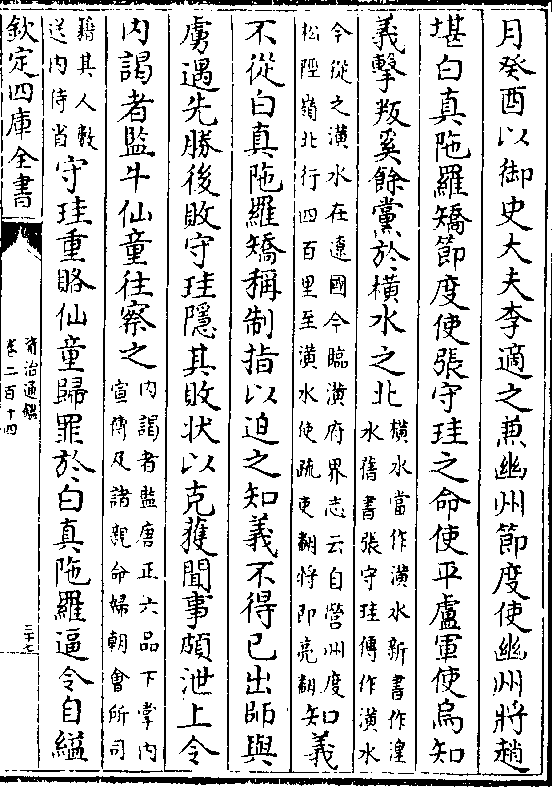 月癸酉以御史大夫李適之兼幽州節度使幽州將趙
堪白真陁羅矯節度使張守珪之命使平盧軍使烏知
義擊叛奚餘黨於橫水之北
橫水當作潢水新書作湟
水舊書張守珪傳作潢水
今從之潢水在遼國今臨潢府界志云自營州度
松陘嶺北行四百里至潢水使疏吏翻將即亮翻
知義
不從白真陁羅矯稱制指以迫之知義不得已出師與
虜遇先勝後敗守珪隱其敗状以克獲聞事頗泄上令
内謁者監牛仙童往察之
内謁者監唐正六品下掌内
宣傳及諸親命婦朝會所司
籍其人數
送内侍省
守珪重賂仙童歸罪於白真陁羅逼令自縊
欽定四庫全書
資治通鑑
卷二百十四
三十七